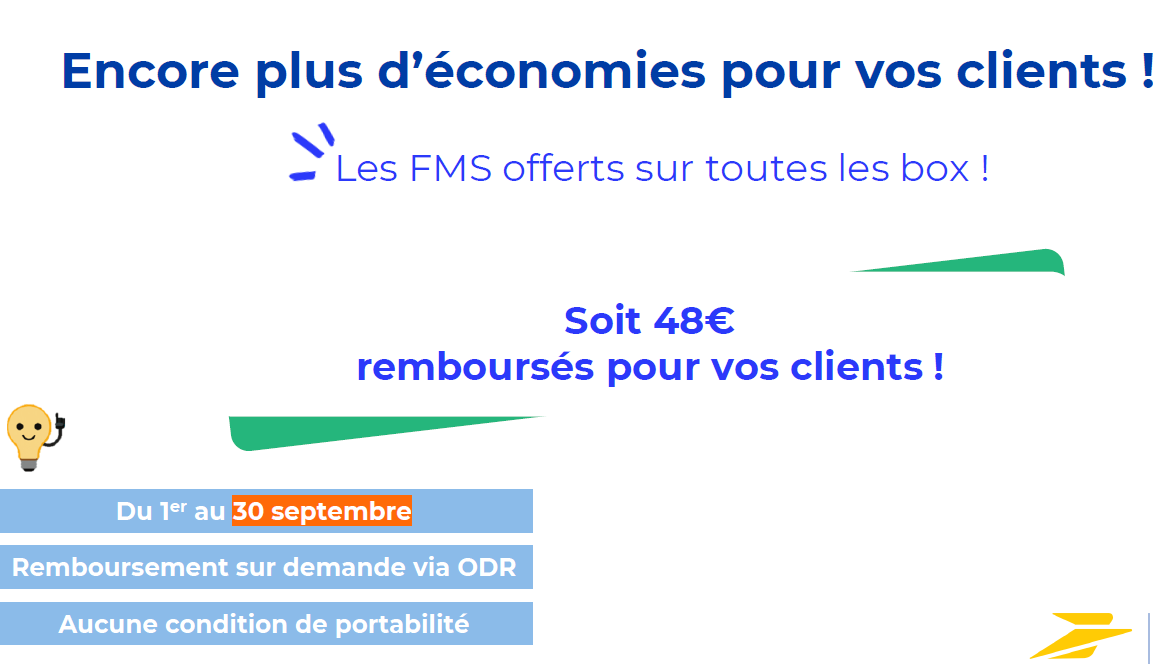 Encore plus d’économies pour vos clients !
Les FMS offerts sur toutes les box !
Soit 48€
remboursés pour vos clients !
Du 1er au 30 septembre
Remboursement sur demande via ODR
Aucune condition de portabilité